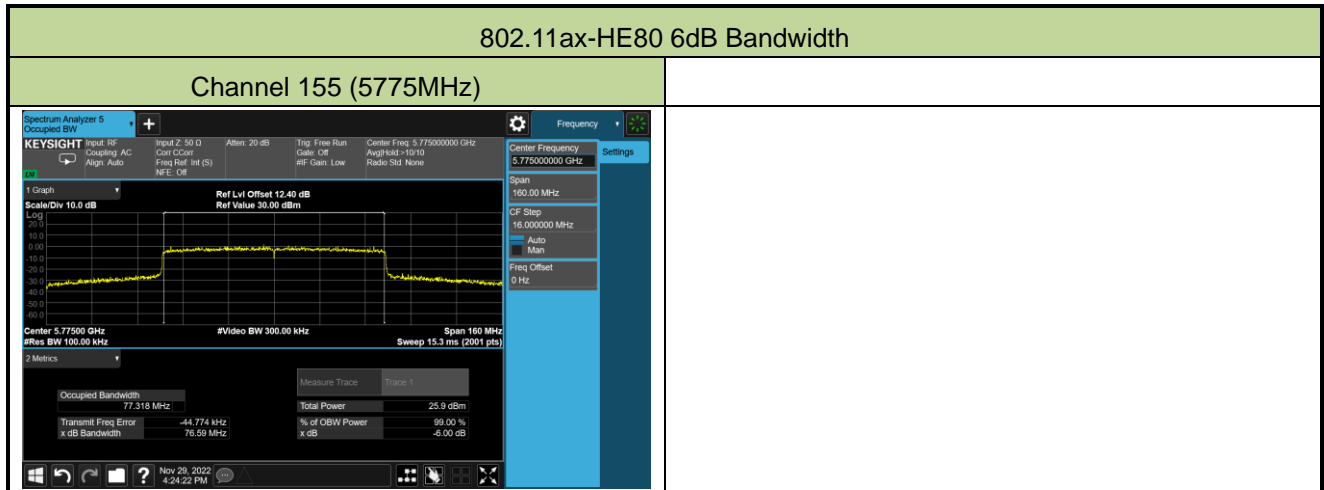 802.11ax-HE80 6dB Bandwidth
Channel 155 (5775MHz)
Spectrum Analyzer 5
Occupied BW
Frequency
KEYSIGHT
Input: RF
Coupling: AC
Align: Auto
Input Z: 50 Ω
Corr CCorr
Freq Ref: Int (S)
NFE: Off
Atten: 20 dB
Trig: Free Run
Gate: Off
#IF Gain: Low
Center Freq: 5.775000000 GHz
Avg|Hold:>10/10
Radio Std: None
Center Frequency
5.775000000 GHz
Settings
Span
160.00 MHz
CF Step
16.000000 MHz
Auto
Man
Freq Offset
0 Hz
1 Graph
Scale/Div 10.0 dB
Ref Lvl Offset 12.40 dB
Ref Value 30.00 dBm
Log
20.0
10.0
0.00
-10.0
-20.0
-30.0
-40.0
-50.0
-60.0
Center 5.77500 GHz
#Video BW 300.00 kHz
Span 160 MHz
#Res BW 100.00 kHz
Sweep 15.3 ms (2001 pts)
2 Metrics
Measure Trace Trace 1
Occupied Bandwidth
77.318 MHz
Total Power 25.9 dBm
Transmit Freq Error -44.774 kHz
% of OBW Power 99.00 %
x dB Bandwidth 76.59 MHz
x dB -6.00 dB
Nov 29, 2022
4:24:22 PM